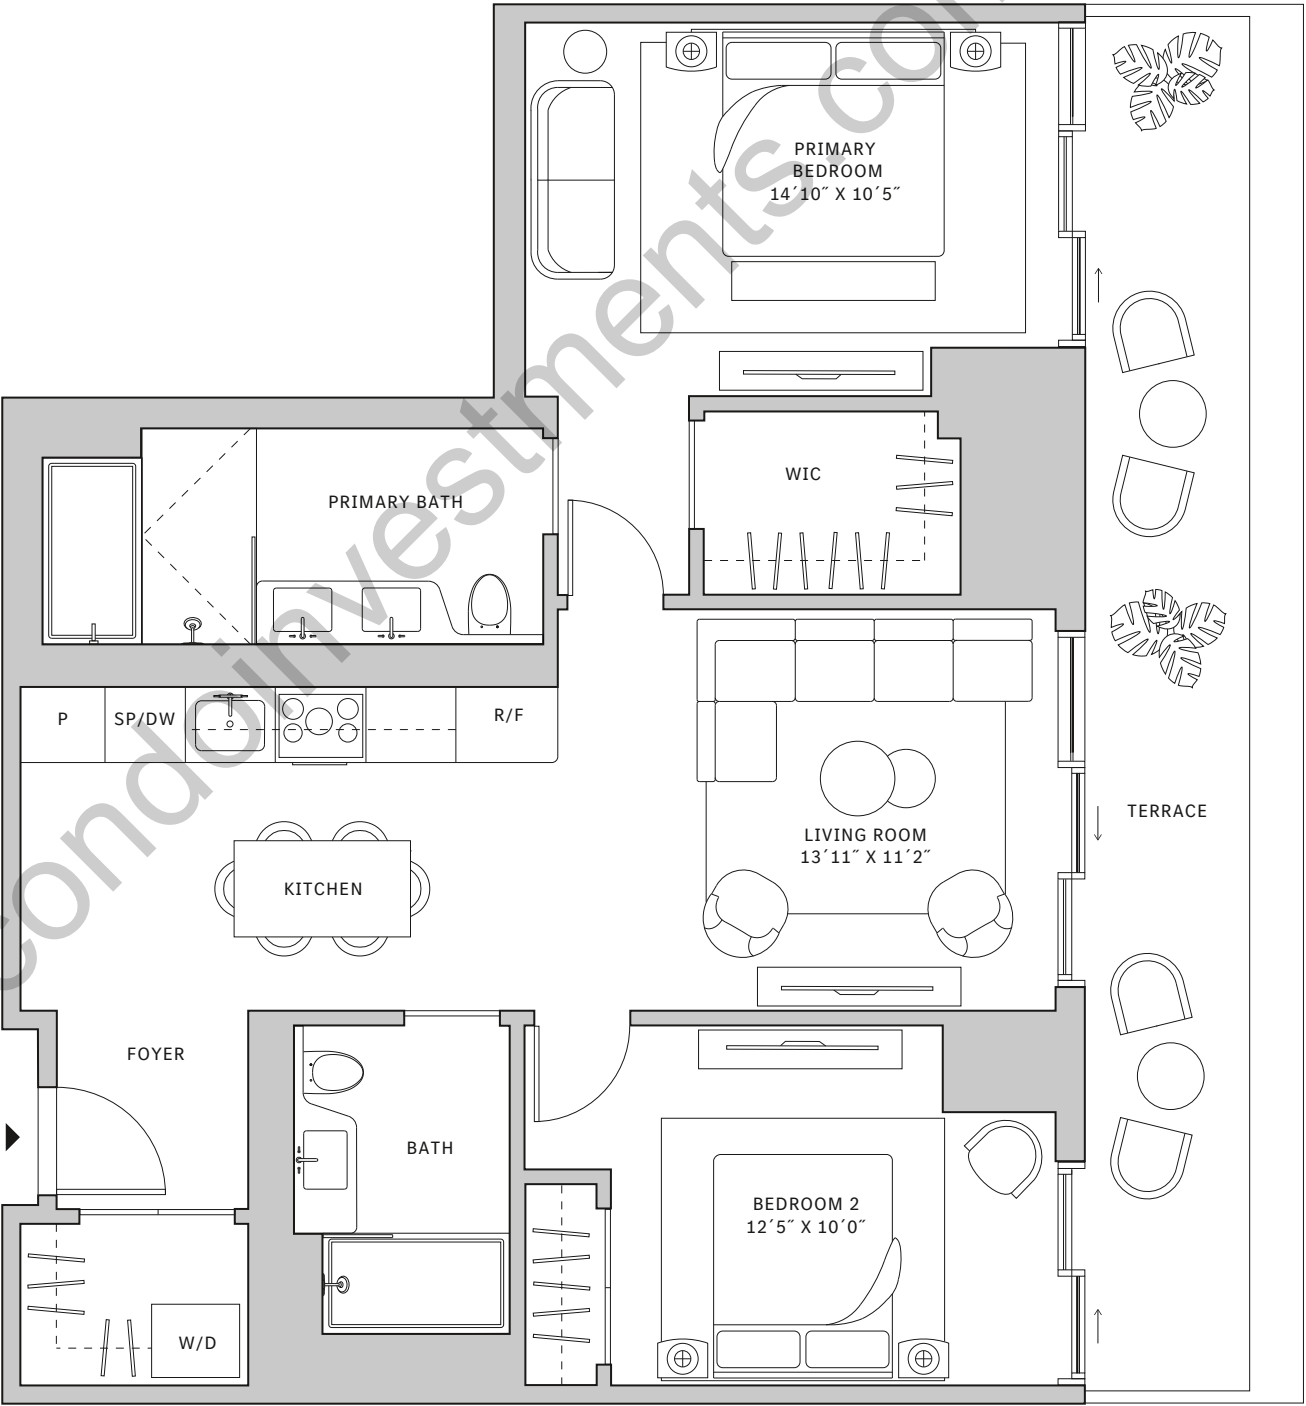 PRIMARY
BEDROOM
14´10˝ X 10´5˝
WIC
PRIMARY BATH
P
SP/DW
R/F
LIVING ROOM
13´11˝ X 11´2˝
TERRACE
KITCHEN
FOYER
BATH
BEDROOM 2
12´5˝ X 10´0˝
W/D
condoinvestments.com